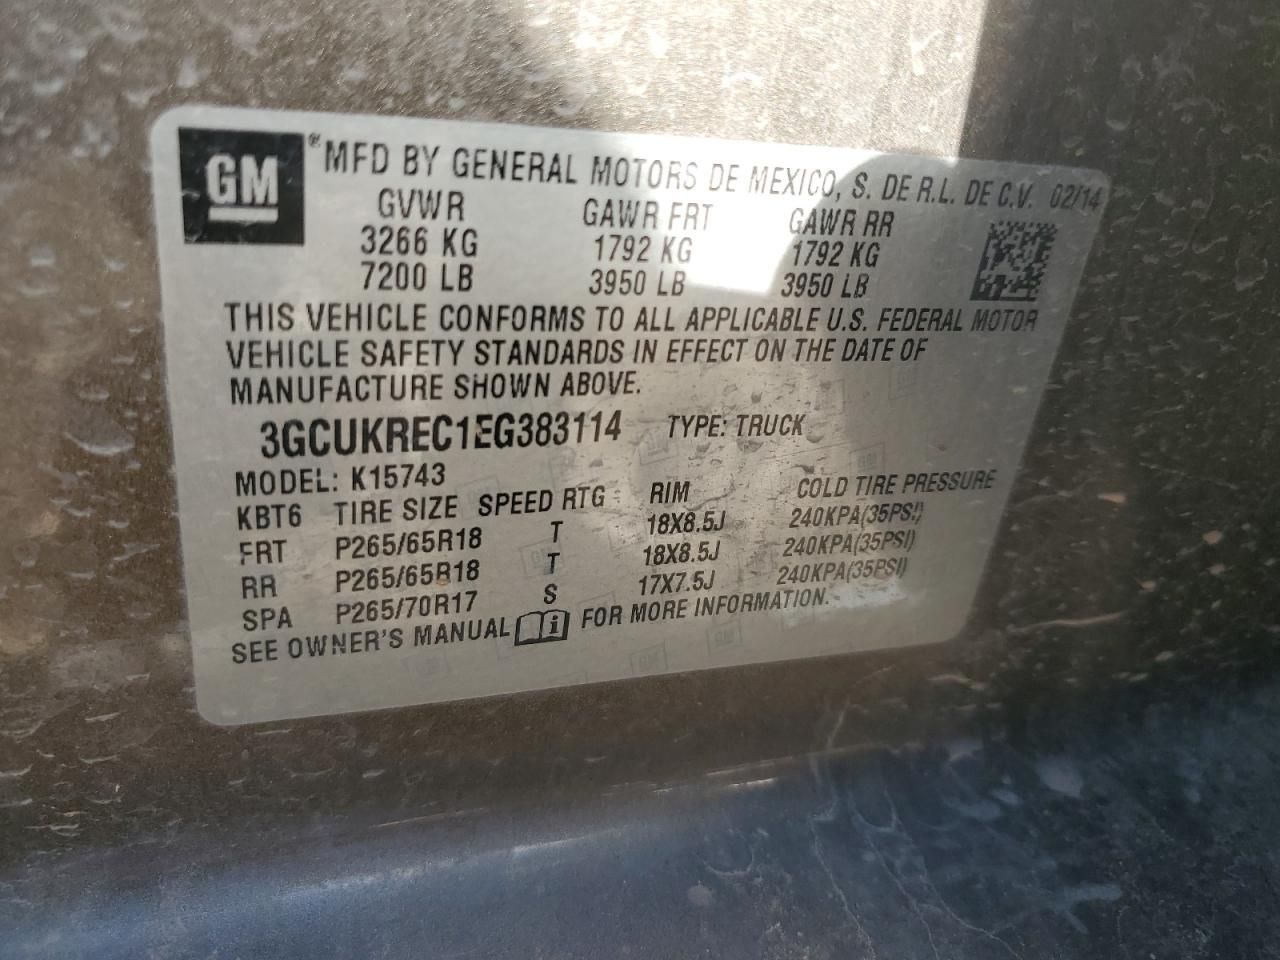 GM ® MFD BY GENERAL MOTORS DE MEXICO, S. DE R.L. DE C.V. 02/14
GVWR GAWR FRT GAWR RR
3266 KG 1792 KG 1792 KG
7200 LB 3950 LB 3950 LB
THIS VEHICLE CONFORMS TO ALL APPLICABLE U.S. FEDERAL MOTOR
VEHICLE SAFETY STANDARDS IN EFFECT ON THE DATE OF
MANUFACTURE SHOWN ABOVE.
3GCUKREC1EG383114 TYPE: TRUCK
MODEL: K15743
KBT6 TIRE SIZE SPEED RTG RIM COLD TIRE PRESSURE
FRT P265/65R18 T 18X8.5J 240KPA(35PSI)
RR P265/65R18 T 18X8.5J 240KPA(35PSI)
SPA P265/70R17 S 17X7.5J 240KPA(35PSI)
SEE OWNER'S MANUAL i FOR MORE INFORMATION.